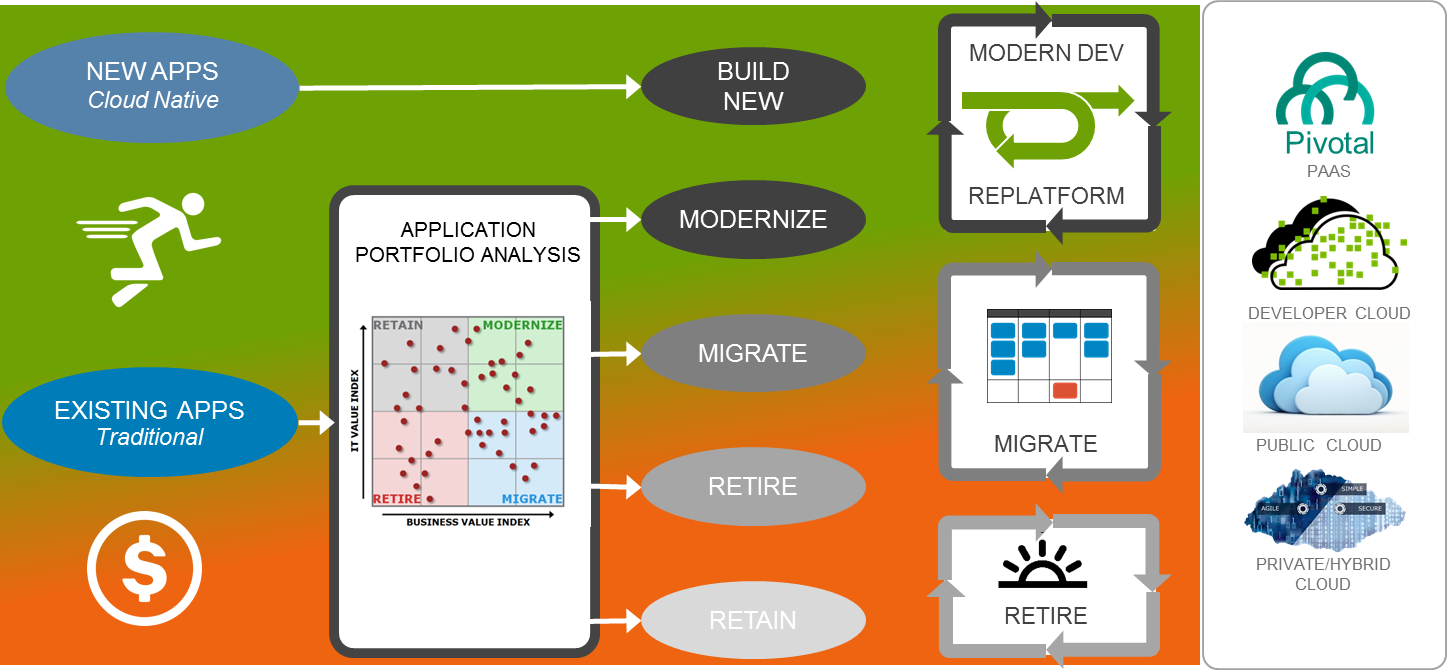 NEW APPS
Cloud Native
BUILD
NEW
MODERN DEV
REPLATFORM
Pivotal
PAAS
APPLICATION
PORTFOLIO ANALYSIS
MODERNIZE
RETAIN
MODERNIZE
IT VALUE INDEX
RETIRE
MIGRATE
BUSINESS VALUE INDEX
EXISTING APPS
Traditional
MIGRATE
MIGRATE
DEVELOPER CLOUD
PUBLIC CLOUD
RETIRE
RETIRE
$
SIMPLE
AGILE
SECURE
PRIVATE/HYBRID
CLOUD
RETAIN